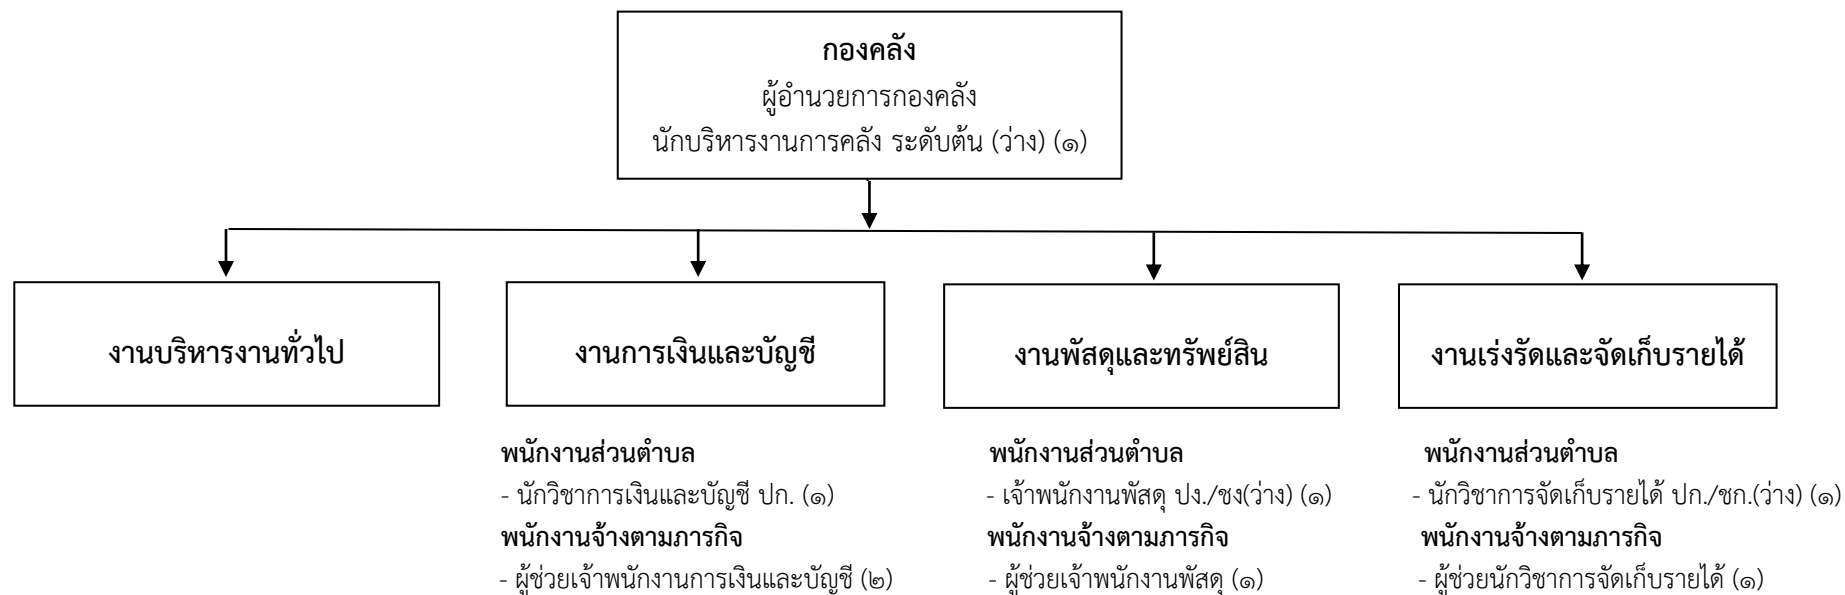 กองคลัง
ผู้อำนวยการกองคลัง
นักบริหารงานการคลัง ระดับต้น (ว่าง) (๑)
งานบริหารงานทั่วไป
งานการเงินและบัญชี
งานพัสดุและทรัพย์สิน
งานเร่งรัดและจัดเก็บรายได้
พนักงานส่วนตำบล
- นักวิชาการเงินและบัญชี ปก. (๑)
พนักงานจ้างตามภารกิจ
- ผู้ช่วยเจ้าพนักงานการเงินและบัญชี (๒)
พนักงานส่วนตำบล
- เจ้าพนักงานพัสดุ ปง./ชง(ว่าง) (๑)
พนักงานจ้างตามภารกิจ
- ผู้ช่วยเจ้าพนักงานพัสดุ (๑)
พนักงานส่วนตำบล
- นักวิชาการจัดเก็บรายได้ ปก./ชก.(ว่าง) (๑)
พนักงานจ้างตามภารกิจ
- ผู้ช่วยนักวิชาการจัดเก็บรายได้ (๑)